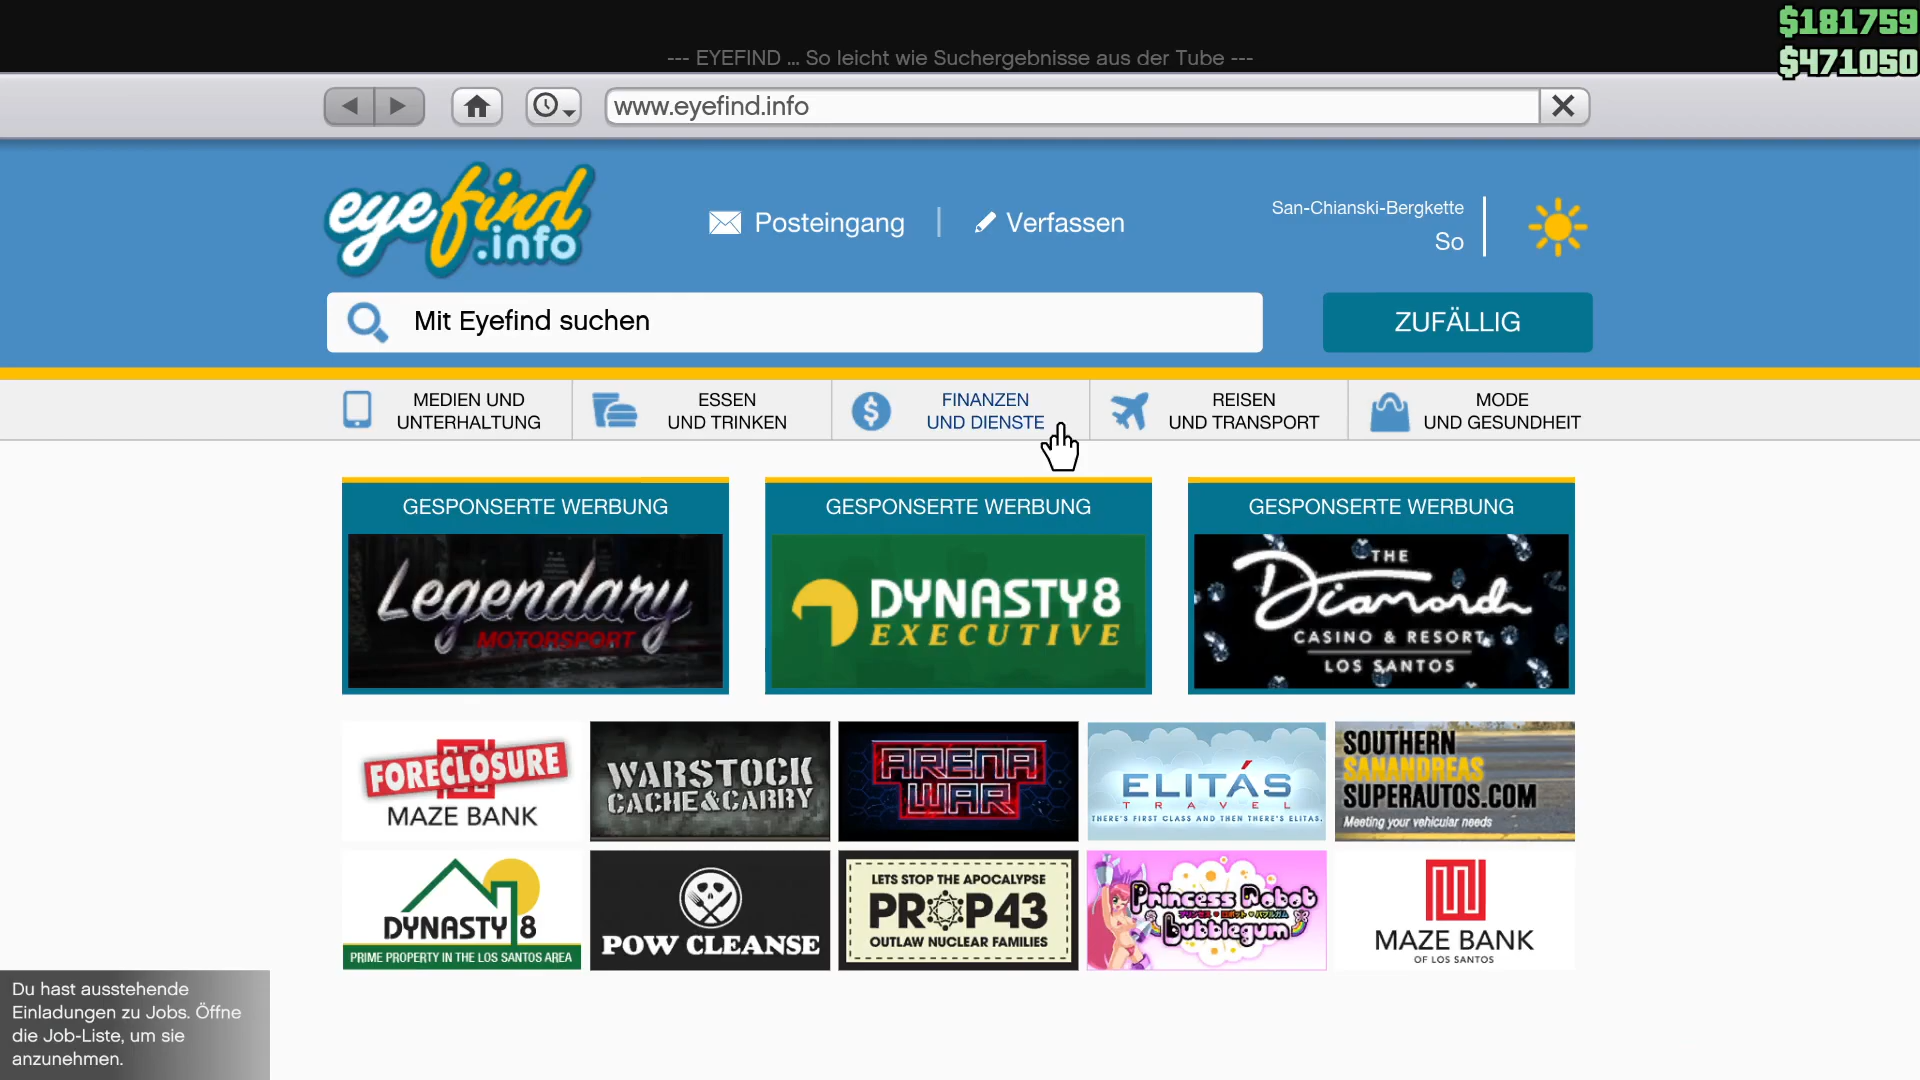 $181759
--- EYEFIND ... So leicht wie Suchergebnisse aus der Tube ---
$471050
www.eyefind.info
eyefind
.info
Posteingang
Verfassen
San-Chianski-Bergkette
So
Mit Eyefind suchen
ZUFÄLLIG
MEDIEN UND
UNTERHALTUNG
ESSEN
UND TRINKEN
FINANZEN
UND DIENSTE
REISEN
UND TRANSPORT
MODE
UND GESUNDHEIT
GESPONSERTE WERBUNG
Legendary
MOTORSPORT
GESPONSERTE WERBUNG
DYNASTY8
EXECUTIVE
GESPONSERTE WERBUNG
THE
Diamond
CASINO & RESORT
LOS SANTOS
FORECLOSURE
MAZE BANK
WARSTOCK
CACHE&CARRY
ARENA
WAR
ELITÁS
TRAVEL
THERE'S FIRST CLASS AND THEN THERE'S ELITAS.
SOUTHERN
SANANDREAS
SUPERAUTOS.COM
Meeting your vehicular needs
DYNASTY 8
PRIME PROPERTY IN THE LOS SANTOS AREA
POW CLEANSE
LETS STOP THE APOCALYPSE
PROP43
OUTLAW NUCLEAR FAMILIES
Princess Robot
Bubblegum
MAZE BANK
OF LOS SANTOS
Du hast ausstehende
Einladungen zu Jobs. Öffne
die Job-Liste, um sie
anzunehmen.